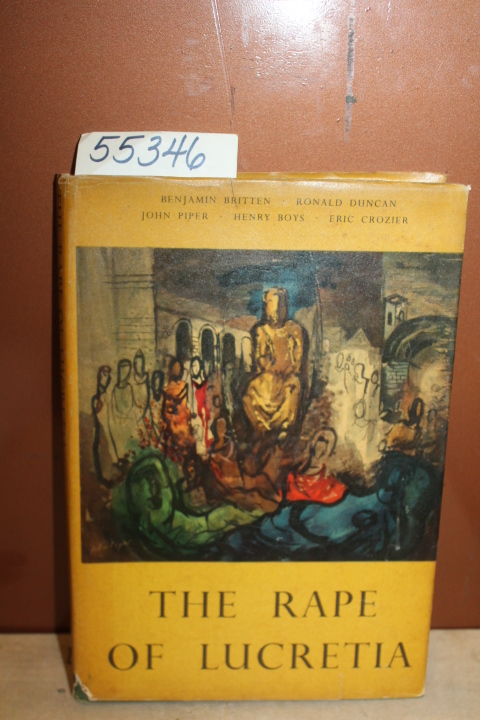 55346
BENJAMIN BRITTEN · RONALD DUNCAN
JOHN PIPER · HENRY BOYS · ERIC CROZIER
THE RAPE
OF LUCRETIA